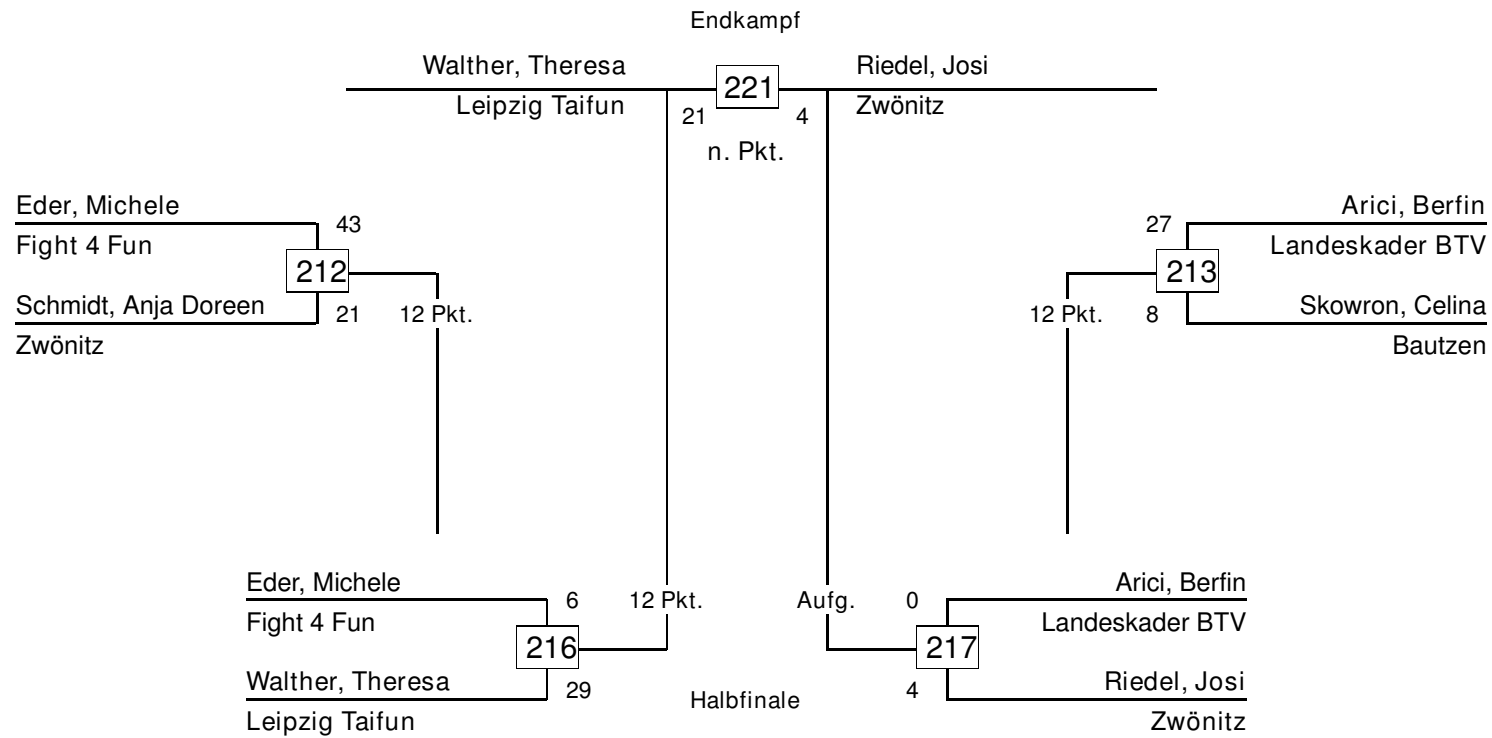 Endkampf
Walther, Theresa
Leipzig Taifun
221
Riedel, Josi
Zwönitz
21
4
n. Pkt.
Eder, Michele
Fight 4 Fun
43
212
Schmidt, Anja Doreen
Zwönitz
21
12 Pkt.
27
Arici, Berfin
Landeskader BTV
213
12 Pkt.
8
Skowron, Celina
Bautzen
Eder, Michele
Fight 4 Fun
6
12 Pkt.
216
Walther, Theresa
Leipzig Taifun
29
Halbfinale
Aufg.
0
Arici, Berfin
Landeskader BTV
217
4
Riedel, Josi
Zwönitz